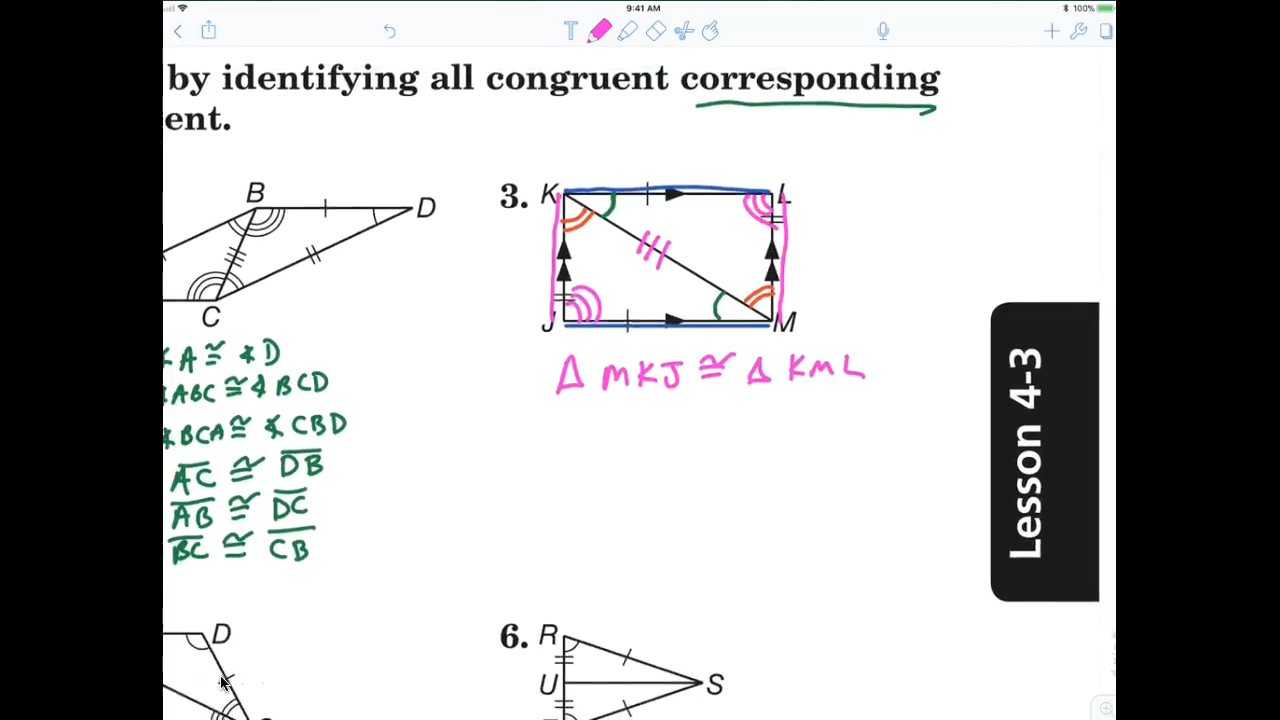 9:41 AM
100%
by identifying all congruent corresponding
ent.
B
D
C
∢A ≅ ∢D
∢ABC ≅ ∢BCD
∢BCA ≅ ∢CBD
AC ≅ DB
AB ≅ DC
BC ≅ CB
3. K
L
J
M
Δ MKJ ≅ Δ KML
Lesson 4-3
D
6. R
U
S